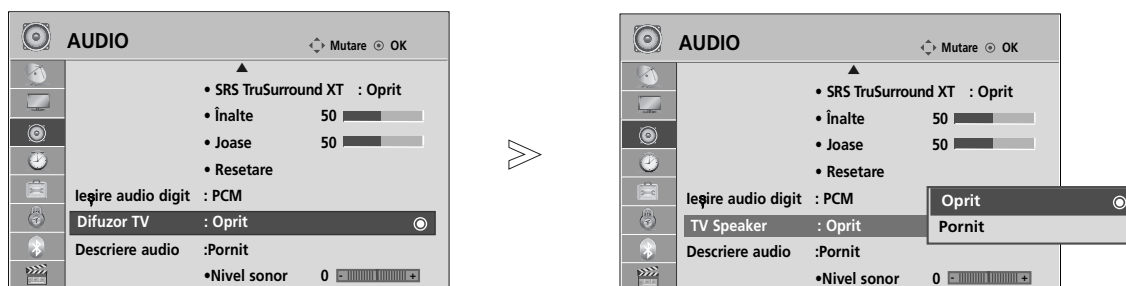 AUDIO
Mutare OK
• SRS TruSurround XT : Oprit
• Înalte 50
• Joase 50
• Resetare
Ieşire audio digit : PCM
Difuzor TV : Oprit
Descriere audio :Pornit
•Nivel sonor 0 - +
AUDIO
Mutare OK
• SRS TruSurround XT : Oprit
• Înalte 50
• Joase 50
• Resetare
Ieşire audio digit : PCM
TV Speaker : Oprit
Oprit
Pornit
Descriere audio :Pornit
•Nivel sonor 0 - +